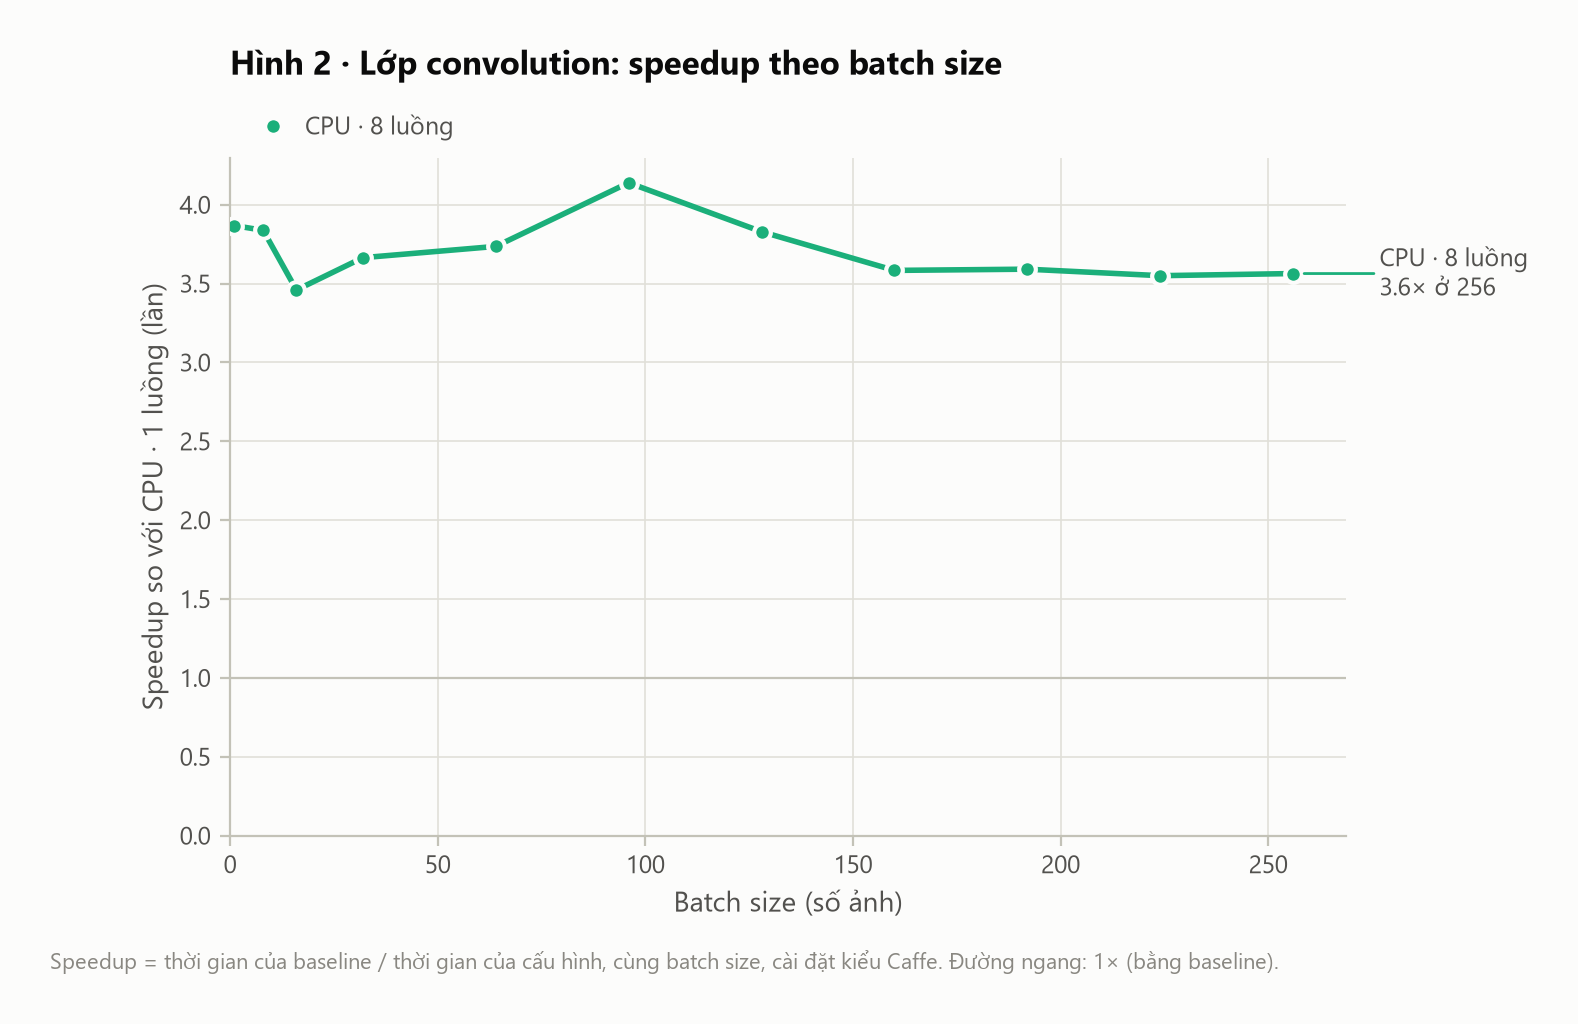 Hình 2 · Lớp convolution: speedup theo batch size
CPU · 8 luồng
Speedup so với CPU · 1 luồng (lần)
4.0
3.5
3.0
2.5
2.0
1.5
1.0
0.5
0.0
CPU · 8 luồng
3.6× ở 256
0 50 100 150 200 250
Batch size (số ảnh)
Speedup = thời gian của baseline / thời gian của cấu hình, cùng batch size, cài đặt kiểu Caffe. Đường ngang: 1× (bằng baseline).